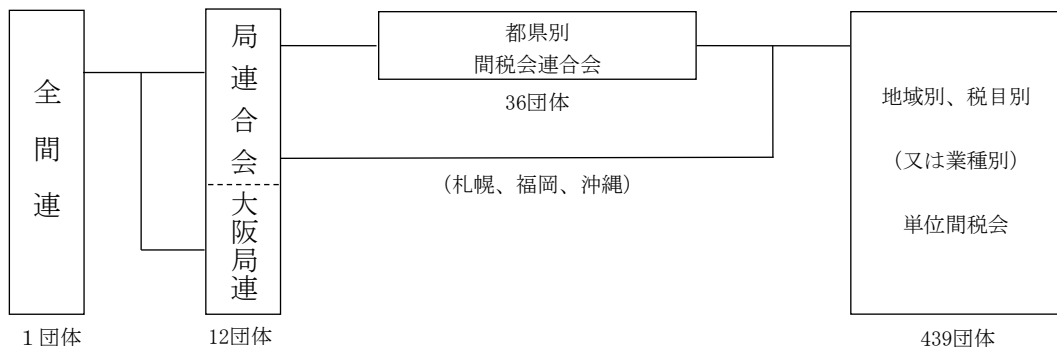 全間連
１団体
局連合会
大阪局連
12団体
都県別
間税会連合会
36団体
（札幌、福岡、沖縄）
地域別、税目別
（又は業種別）
単位間税会
439団体